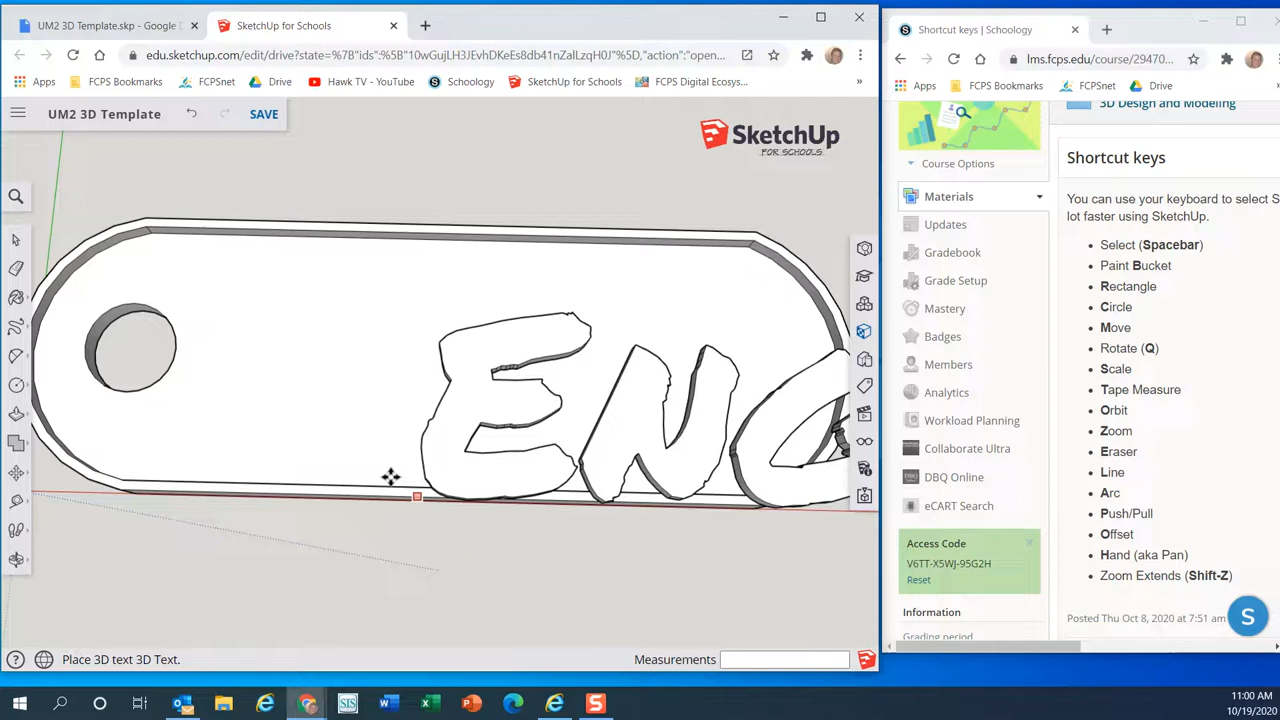 UM2 3D Template.skp - Google D
SketchUp for Schools
edu.sketchup.com/edit/drive?state=%7B"ids":%5B"10wGujLH3JEvhDKeEs8db41nZallLzqH0J"%5D,"action":"open...
Apps
FCPS Bookmarks
FCPSnet
Drive
Hawk TV - YouTube
Schoology
SketchUp for Schools
FCPS Digital Ecosys...
»
UM2 3D Template
SAVE
SketchUp
FOR SCHOOLS
ENG
Place 3D text 3D Text.
Measurements
Shortcut keys | Schoology
lms.fcps.edu/course/29470...
Apps
FCPS Bookmarks
FCPSnet
Drive
3D Design and Modeling
Course Options
Materials
Updates
Gradebook
Grade Setup
Mastery
Badges
Members
Analytics
Workload Planning
Collaborate Ultra
DBQ Online
eCART Search
Access Code
V6TT-X5WJ-95G2H
Reset
Information
Grading period
Shortcut keys
You can use your keyboard to select S
lot faster using SketchUp.
• Select (Spacebar)
• Paint Bucket
• Rectangle
• Circle
• Move
• Rotate (Q)
• Scale
• Tape Measure
• Orbit
• Zoom
• Eraser
• Line
• Arc
• Push/Pull
• Offset
• Hand (aka Pan)
• Zoom Extends (Shift-Z)
Posted Thu Oct 8, 2020 at 7:51 am
S
SIS
11:00 AM
10/19/2020